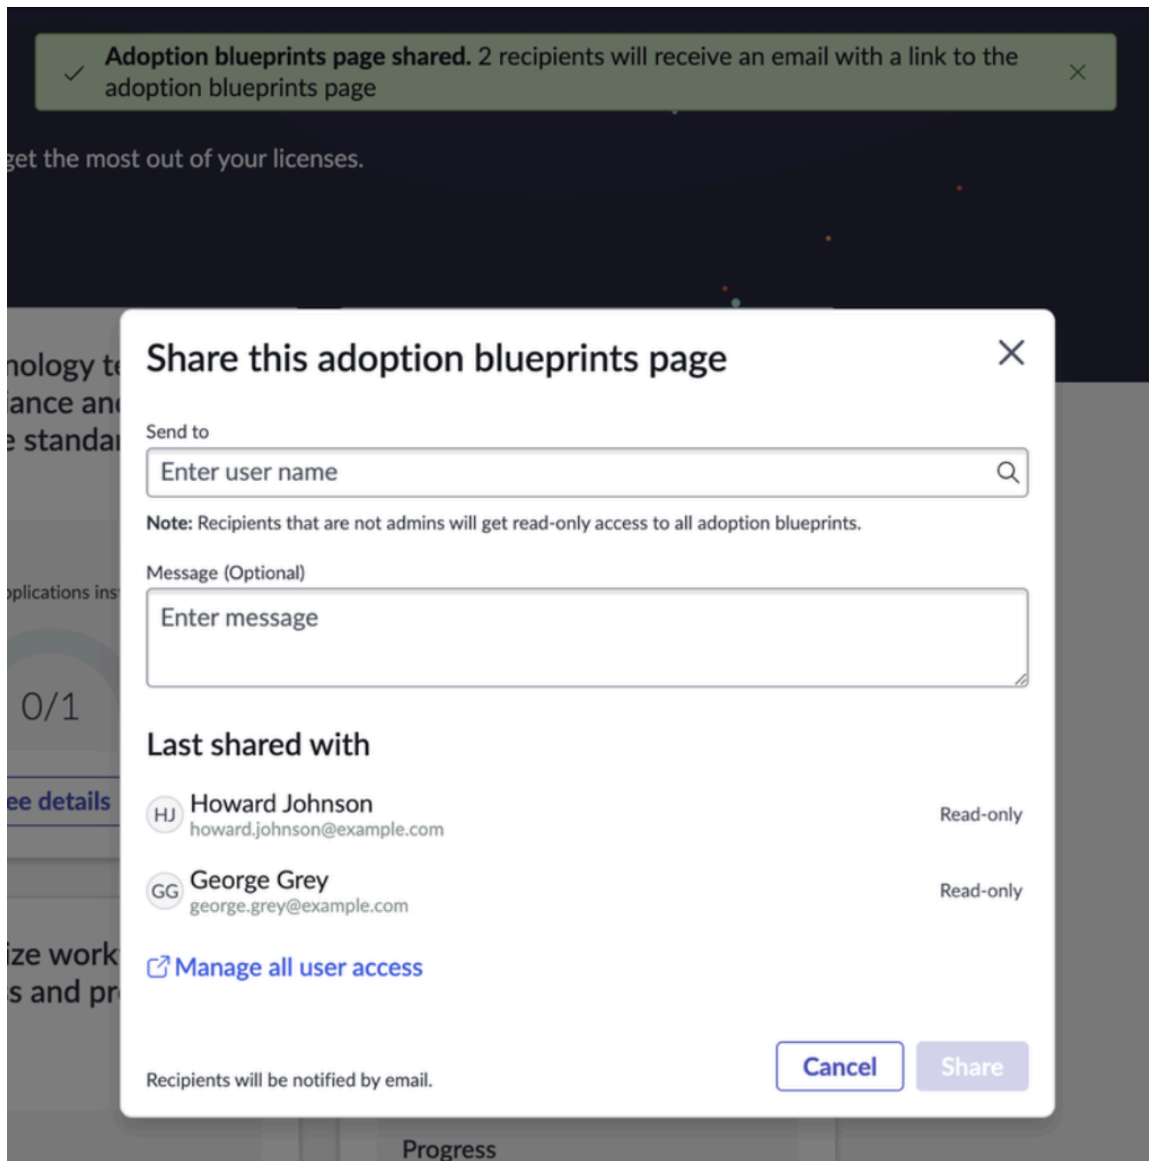 Adoption blueprints page shared. 2 recipients will receive an email with a link to the
adoption blueprints page
get the most out of your licenses.
Share this adoption blueprints page
Send to
Enter user name
Note: Recipients that are not admins will get read-only access to all adoption blueprints.
Message (Optional)
Enter message
0/1
Last shared with
HJ
Howard Johnson
howard.johnson@example.com
Read-only
GG
George Grey
george.grey@example.com
Read-only
Manage all user access
details
and
work
s and
Recipients will be notified by email.
Cancel
Share
Progress